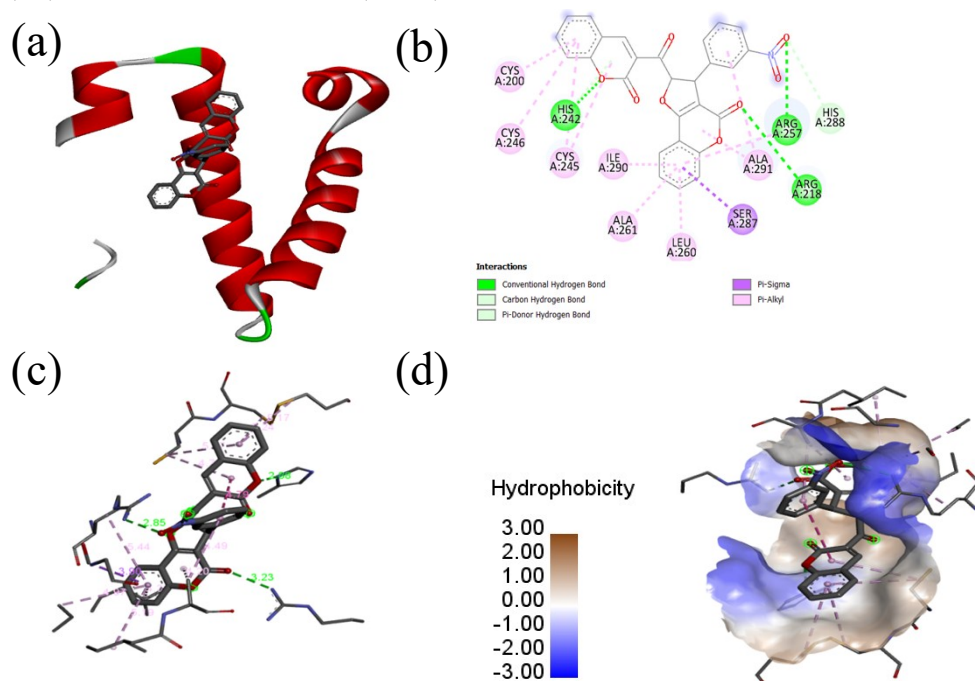 (a)
(b)
CYS
A:200
HIS
A:242
CYS
A:246
CYS
A:245
ILE
A:290
ALA
A:291
ARG
A:257
HIS
A:288
ARG
A:218
ALA
A:261
LEU
A:260
SER
A:287
O
O
O
O
O
O
N
O
O
Interactions
Conventional Hydrogen Bond
Carbon Hydrogen Bond
Pi-Donor Hydrogen Bond
Pi-Sigma
Pi-Alkyl
(c)
2.85
5.44
3.23
(d)
Hydrophobicity
3.00
2.00
1.00
0.00
-1.00
-2.00
-3.00